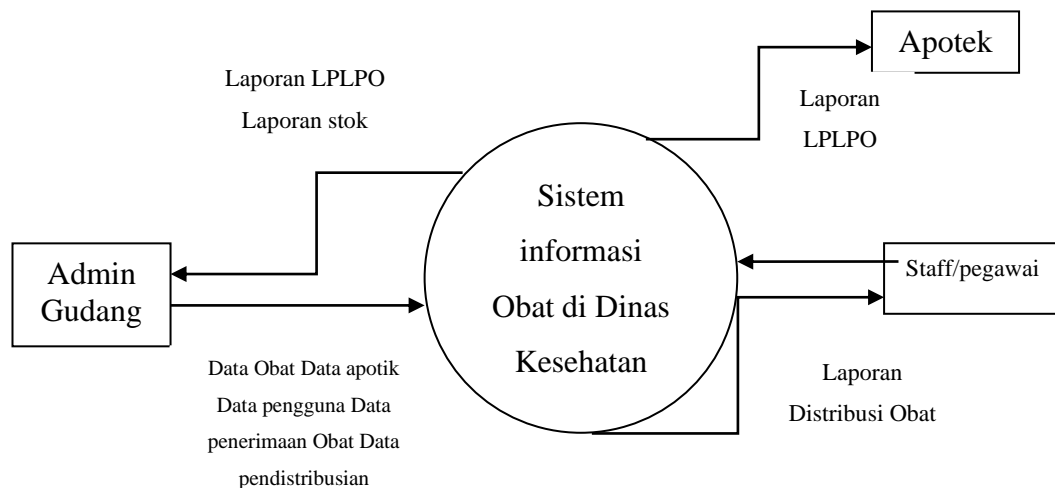 Apotek
Laporan LPLPO
Laporan stok
Laporan
LPLPO
Sistem
informasi
Obat di Dinas
Kesehatan
Admin
Gudang
Staff/pegawai
Data Obat Data apotik
Data pengguna Data
penerimaan Obat Data
pendistribusian
Laporan
Distribusi Obat